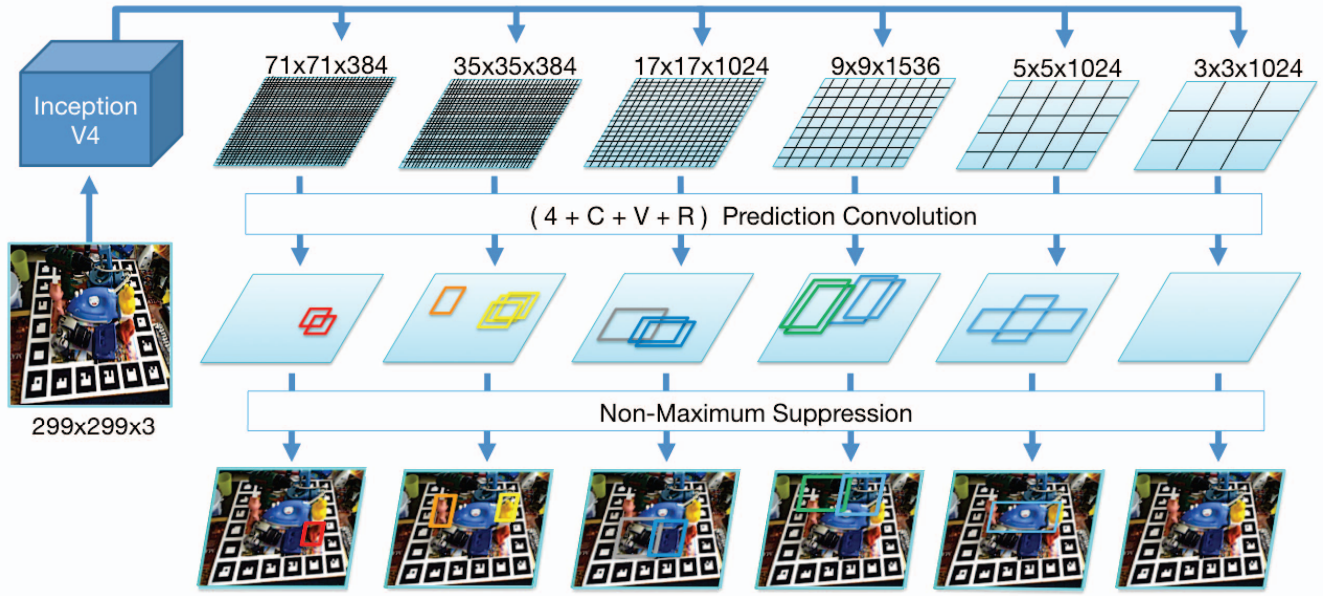 71x71x384
35x35x384
17x17x1024
9x9x1536
5x5x1024
3x3x1024
Inception
V4
( 4 + C + V + R ) Prediction Convolution
299x299x3
Non-Maximum Suppression